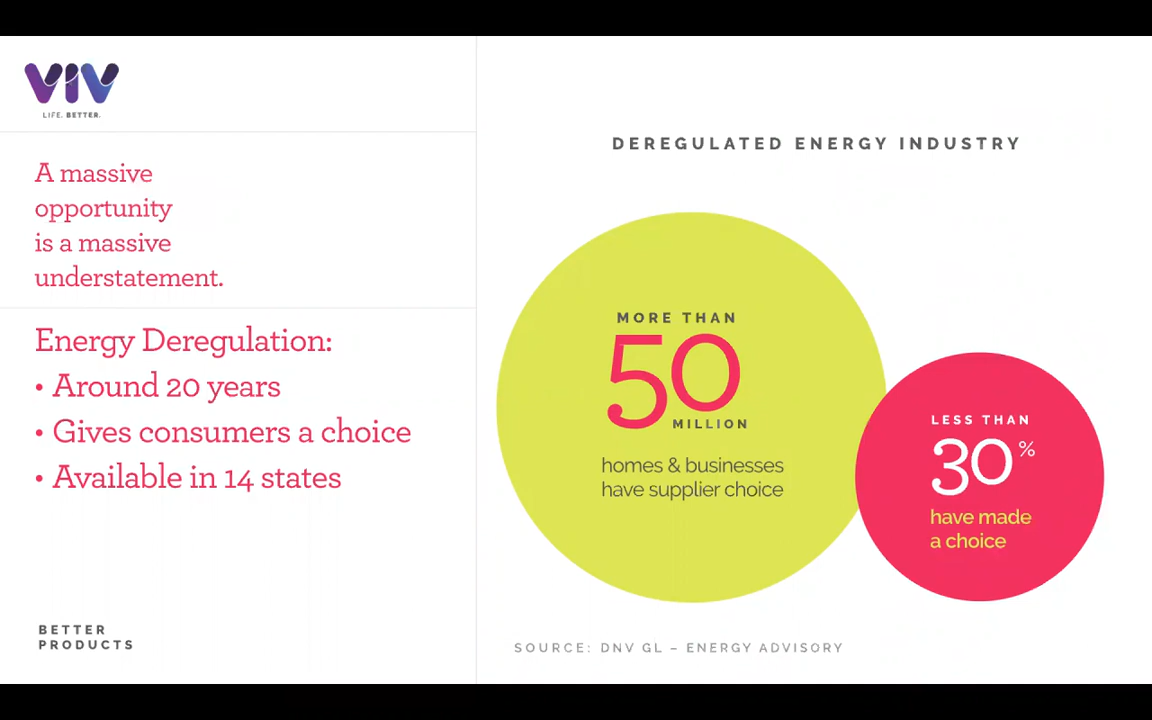 VIV
LIFE. BETTER.
A massive
opportunity
is a massive
understatement.
Energy Deregulation:
• Around 20 years
• Gives consumers a choice
• Available in 14 states
BETTER
PRODUCTS
DEREGULATED ENERGY INDUSTRY
MORE THAN
50
MILLION
homes & businesses
have supplier choice
LESS THAN
30%
have made
a choice
SOURCE: DNV GL – ENERGY ADVISORY